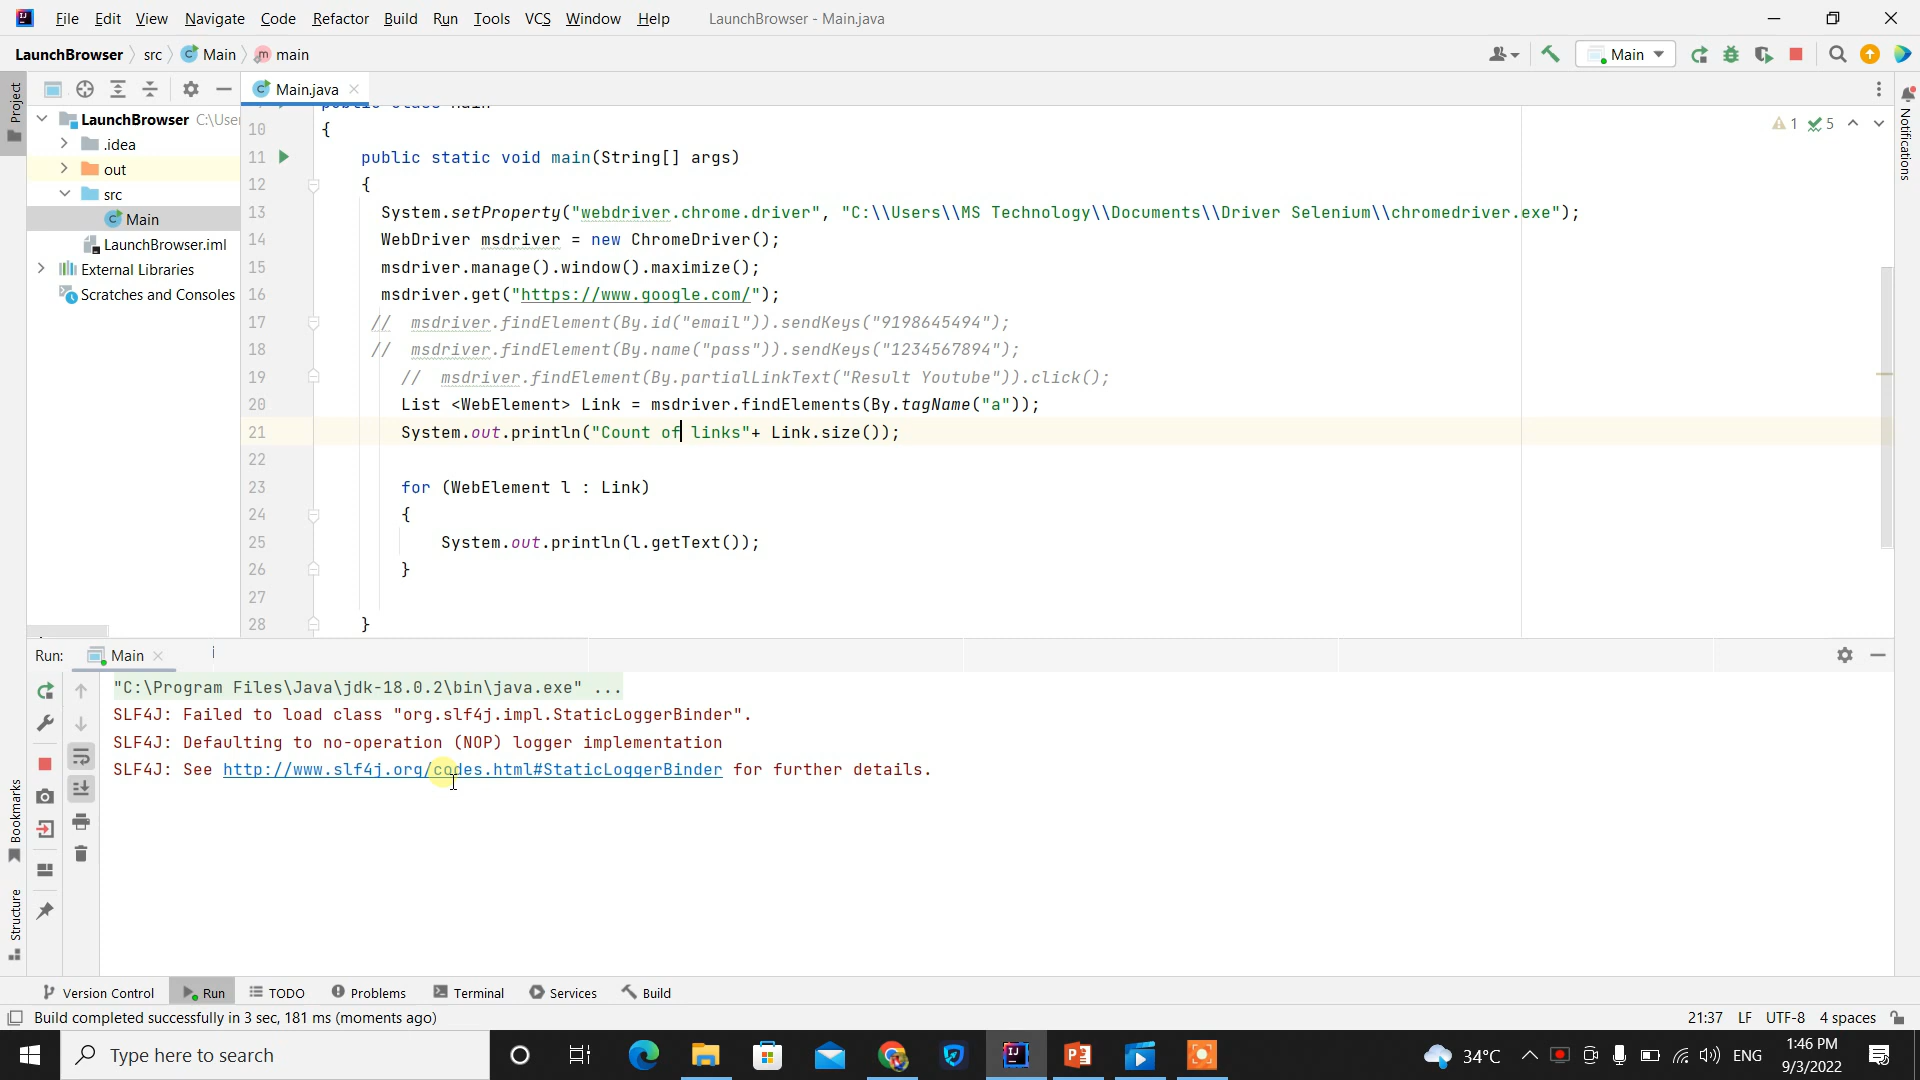 File Edit View Navigate Code Refactor Build Run Tools VCS Window Help LaunchBrowser - Main.java
LaunchBrowser src Main main Main
Project
Main.java
LaunchBrowser C:\User
.idea
out
src
Main
LaunchBrowser.iml
External Libraries
Scratches and Consoles
1 5
Notifications
10 {
11 public static void main(String[] args)
12 {
13 System.setProperty("webdriver.chrome.driver", "C:\\Users\\MS Technology\\Documents\\Driver Selenium\\chromedriver.exe");
14 WebDriver msdriver = new ChromeDriver();
15 msdriver.manage().window().maximize();
16 msdriver.get("https://www.google.com/");
17 // msdriver.findElement(By.id("email")).sendKeys("9198645494");
18 // msdriver.findElement(By.name("pass")).sendKeys("1234567894");
19 // msdriver.findElement(By.partialLinkText("Result Youtube")).click();
20 List <WebElement> Link = msdriver.findElements(By.tagName("a"));
21 System.out.println("Count of links"+ Link.size());
22
23 for (WebElement l : Link)
24 {
25 System.out.println(l.getText());
26 }
27
28 }
Run: Main
"C:\Program Files\Java\jdk-18.0.2\bin\java.exe" ...
SLF4J: Failed to load class "org.slf4j.impl.StaticLoggerBinder".
SLF4J: Defaulting to no-operation (NOP) logger implementation
SLF4J: See http://www.slf4j.org/codes.html#StaticLoggerBinder for further details.
Bookmarks
Structure
Version Control Run TODO Problems Terminal Services Build
Build completed successfully in 3 sec, 181 ms (moments ago) 21:37 LF UTF-8 4 spaces
Type here to search 34°C ENG 1:46 PM
9/3/2022